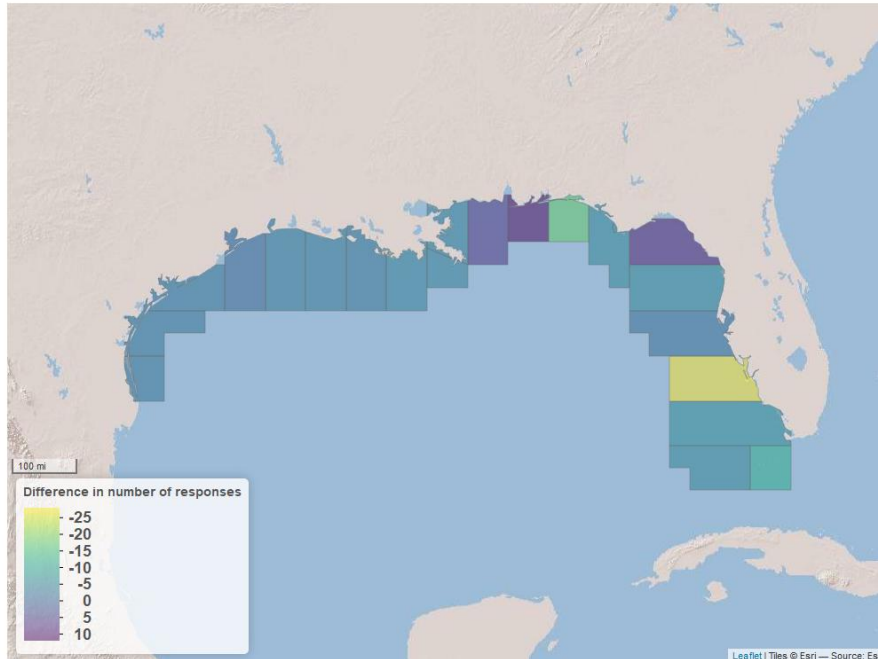 100 mi
Difference in number of responses
-25
-20
-15
-10
-5
0
5
10
Leaflet | Tiles © Esri — Source: Es